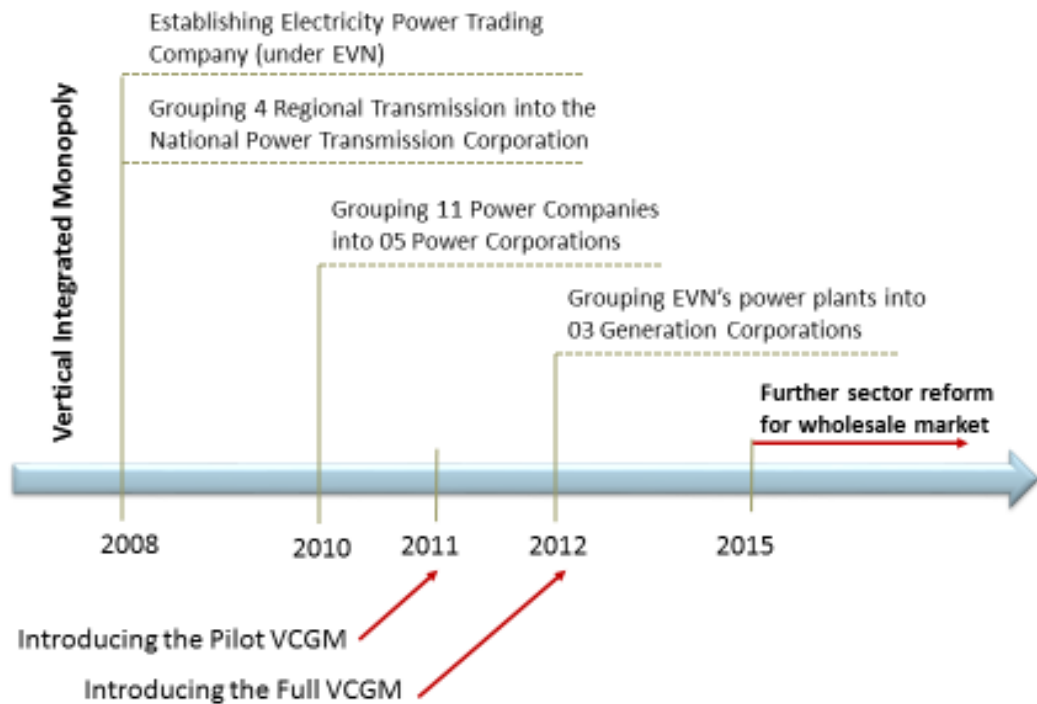 Establishing Electricity Power Trading
Company (under EVN)
Grouping 4 Regional Transmission into the
National Power Transmission Corporation
Vertical Integrated Monopoly
Grouping 11 Power Companies
into 05 Power Corporations
Grouping EVN's power plants into
03 Generation Corporations
Further sector reform
for wholesale market
2008
2010
2011
2012
2015
Introducing the Pilot VCGM
Introducing the Full VCGM